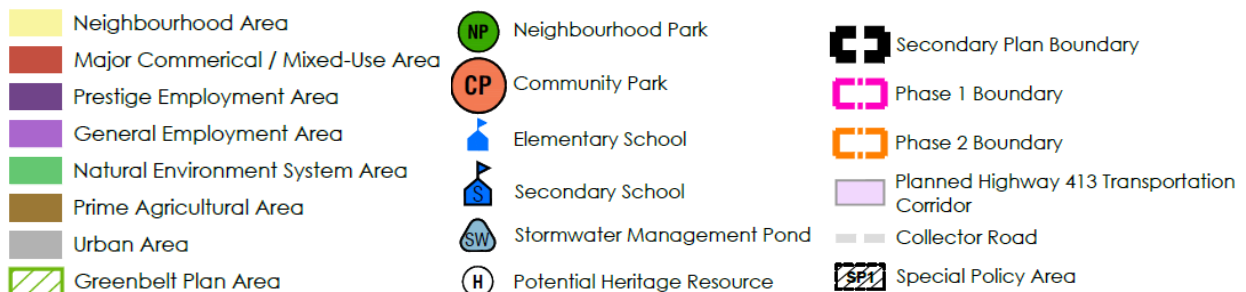 Neighbourhood Area
Major Commerical / Mixed-Use Area
Prestige Employment Area
General Employment Area
Natural Environment System Area
Prime Agricultural Area
Urban Area
Greenbelt Plan Area
NP Neighbourhood Park
CP Community Park
Elementary School
S Secondary School
SW Stormwater Management Pond
H Potential Heritage Resource
Secondary Plan Boundary
Phase 1 Boundary
Phase 2 Boundary
Planned Highway 413 Transportation
Corridor
Collector Road
SP1 Special Policy Area